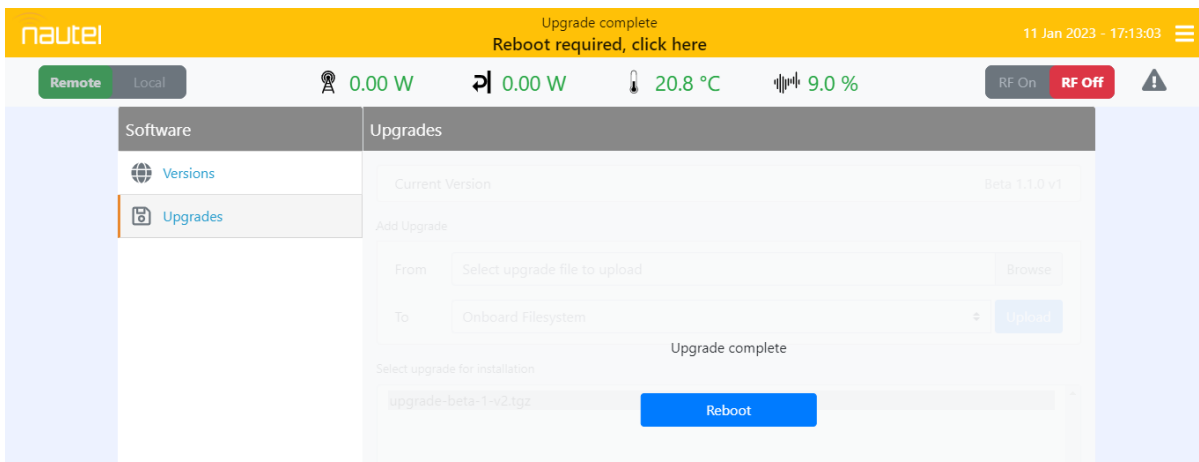 nautel
Upgrade complete
Reboot required, click here
11 Jan 2023 - 17:13:03
Remote Local 0.00 W 0.00 W 20.8 °C 9.0 % RF On RF Off
Software
Upgrades
Versions
Upgrades
Current Version Beta 1.1.0 v1
Add Upgrade
From Select upgrade file to upload Browse
To Onboard Filesystem Upload
Upgrade complete
Select upgrade for installation
upgrade-beta-1-v2.tgz
Reboot